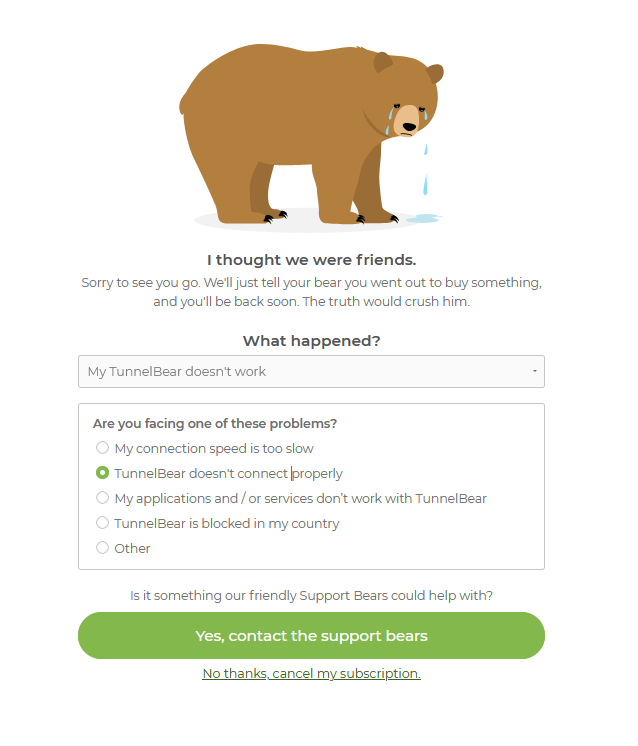 I thought we were friends.
Sorry to see you go. We'll just tell your bear you went out to buy something,
and you'll be back soon. The truth would crush him.
What happened?
My TunnelBear doesn't work
Are you facing one of these problems?
My connection speed is too slow
TunnelBear doesn't connect properly
My applications and / or services don’t work with TunnelBear
TunnelBear is blocked in my country
Other
Is it something our friendly Support Bears could help with?
Yes, contact the support bears
No thanks, cancel my subscription.